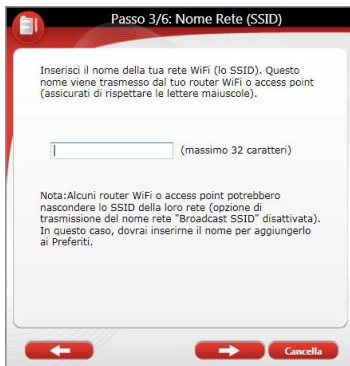 Passo 3/6: Nome Rete (SSID)
Inserisci il nome della tua rete WiFi (lo SSID). Questo
nome viene trasmesso dal tuo router WiFi o access point
(assicurati di rispettare le lettere maiuscole).
(massimo 32 caratteri)
Nota:Alcuni router WiFi o access point potrebbero
nascondere lo SSID della loro rete (opzione di
trasmissione del nome rete "Broadcast SSID" disattivata).
In questo caso, dovrai inserirne il nome per aggiungerlo
ai Preferiti.
Cancella